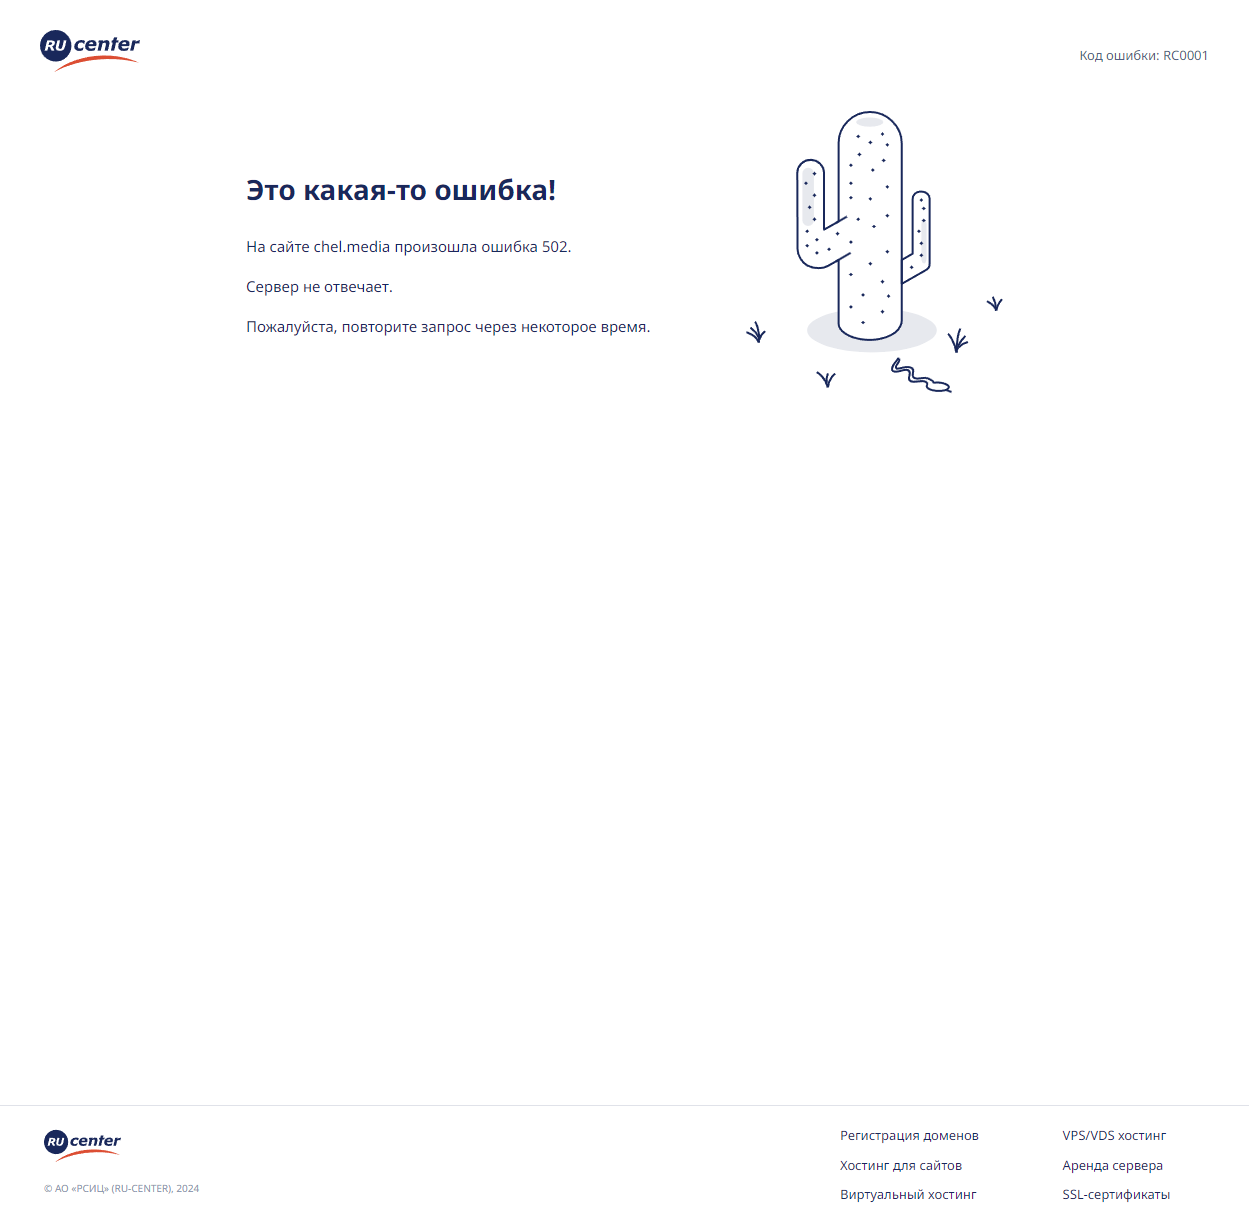 RU center
Код ошибки: RC0001
Это какая-то ошибка!
На сайте chel.media произошла ошибка 502.
Сервер не отвечает.
Пожалуйста, повторите запрос через некоторое время.
RU center
© АО «РСИЦ» (RU-CENTER), 2024
Регистрация доменов
Хостинг для сайтов
Виртуальный хостинг
VPS/VDS хостинг
Аренда сервера
SSL-сертификаты